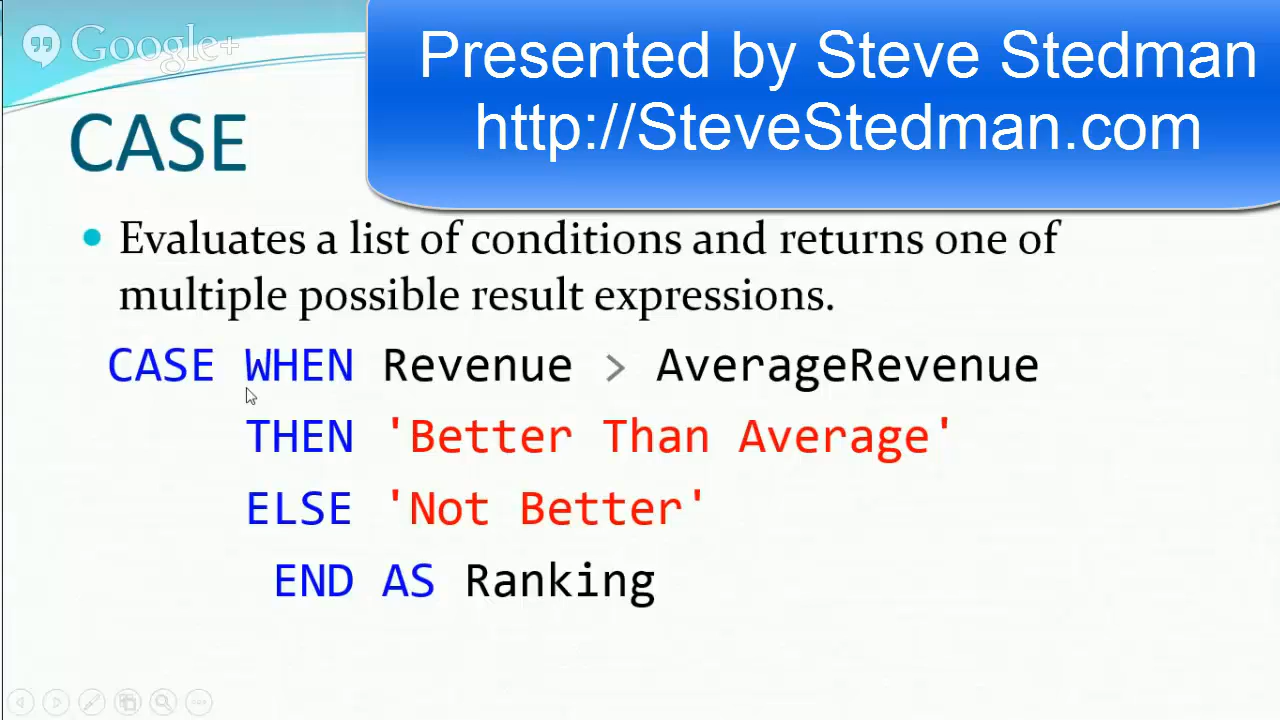 Google+
Presented by Steve Stedman
http://SteveStedman.com
CASE
• Evaluates a list of conditions and returns one of
multiple possible result expressions.
CASE WHEN Revenue > AverageRevenue
THEN 'Better Than Average'
ELSE 'Not Better'
END AS Ranking